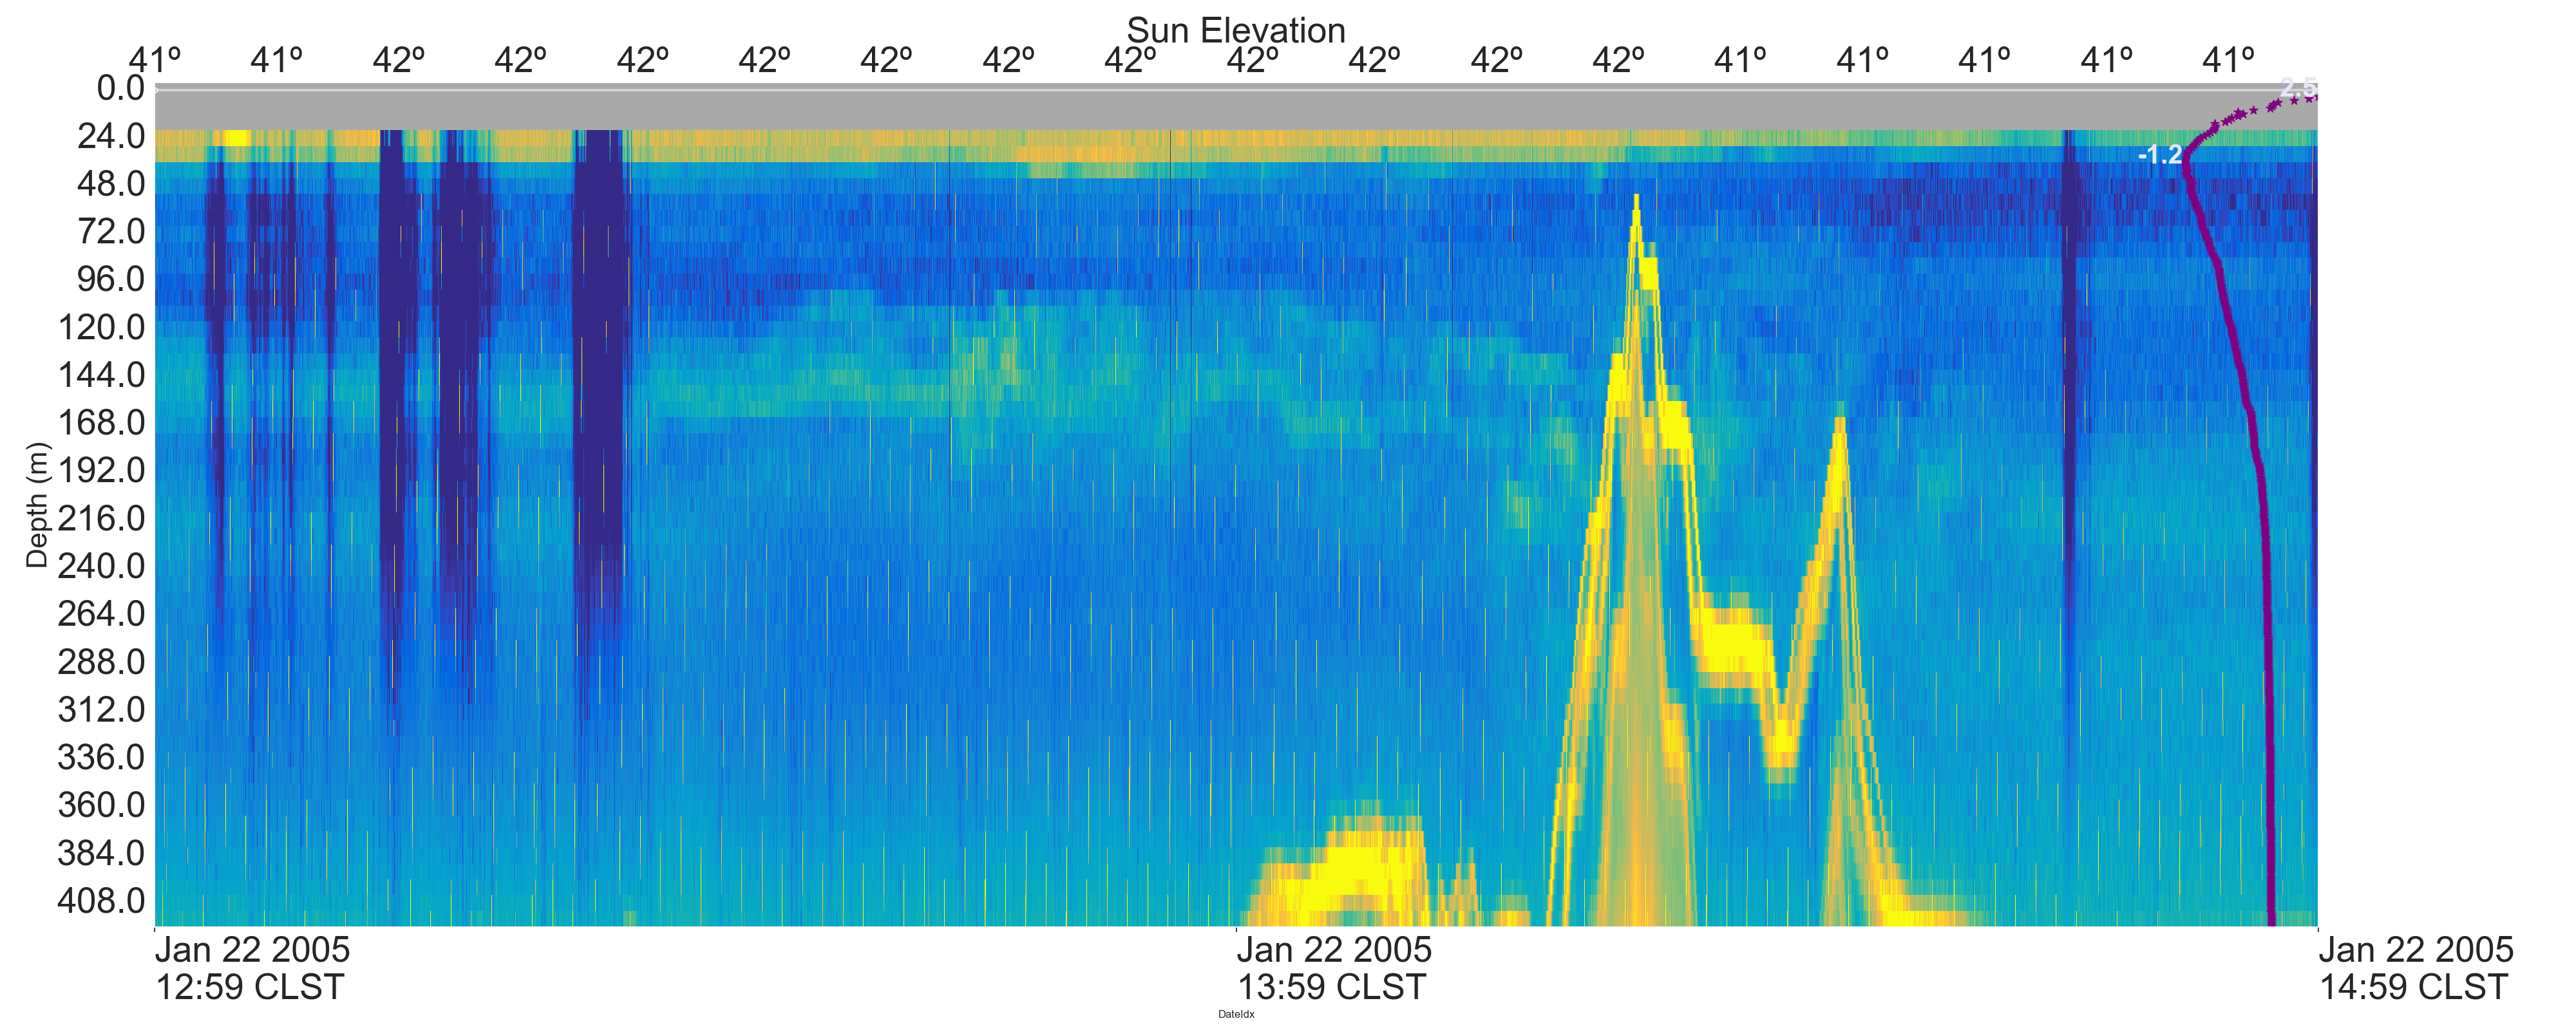 Sun Elevation
41º 41º 42º 42º 42º 42º 42º 42º 42º 42º 42º 42º 42º 41º 41º 41º 41º 41º
0.0
2.5
24.0
-1.2
48.0
72.0
96.0
120.0
144.0
168.0
192.0
216.0
240.0
264.0
288.0
312.0
336.0
360.0
384.0
408.0
Depth (m)
Jan 22 2005
12:59 CLST
Jan 22 2005
13:59 CLST
Jan 22 2005
14:59 CLST
DateIdx